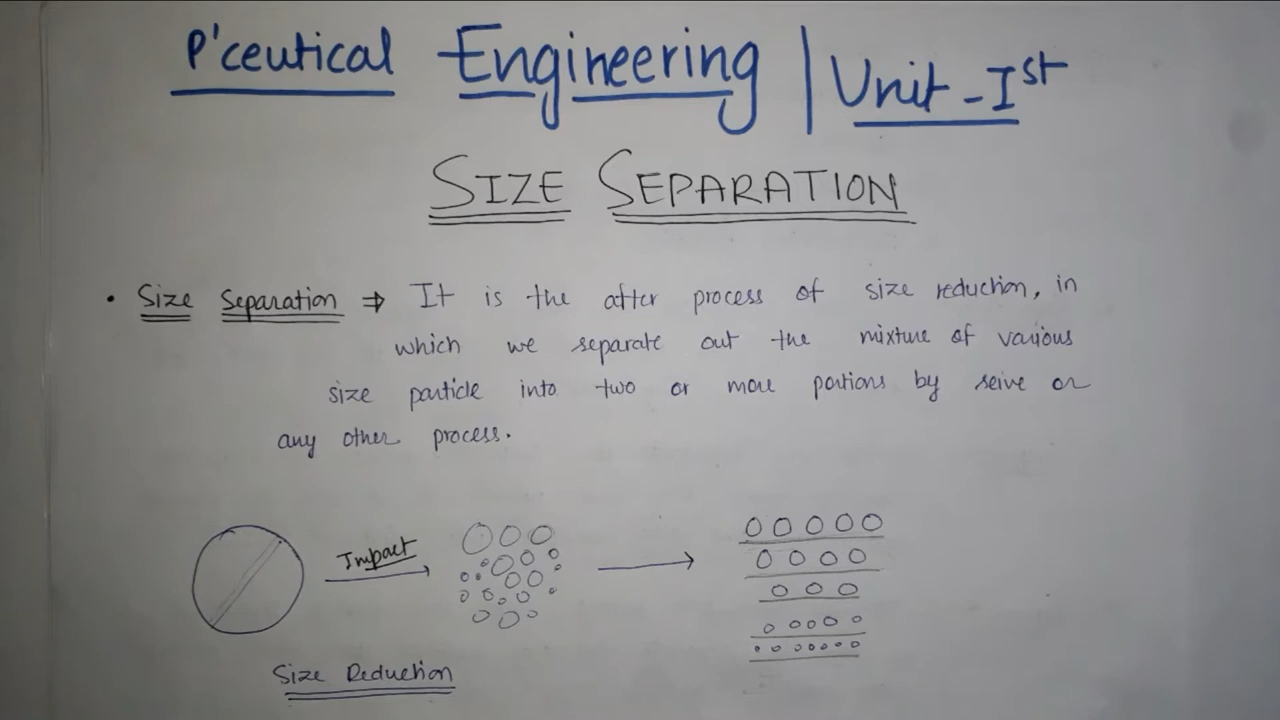 P'ceutical Engineering | Unit-Ist
SIZE SEPARATION
• Size Separation ⇒ It is the after process of size reduction, in
which we separate out the mixture of various
size particle into two or more portions by seive or
any other process.
Impact
Size Reduction